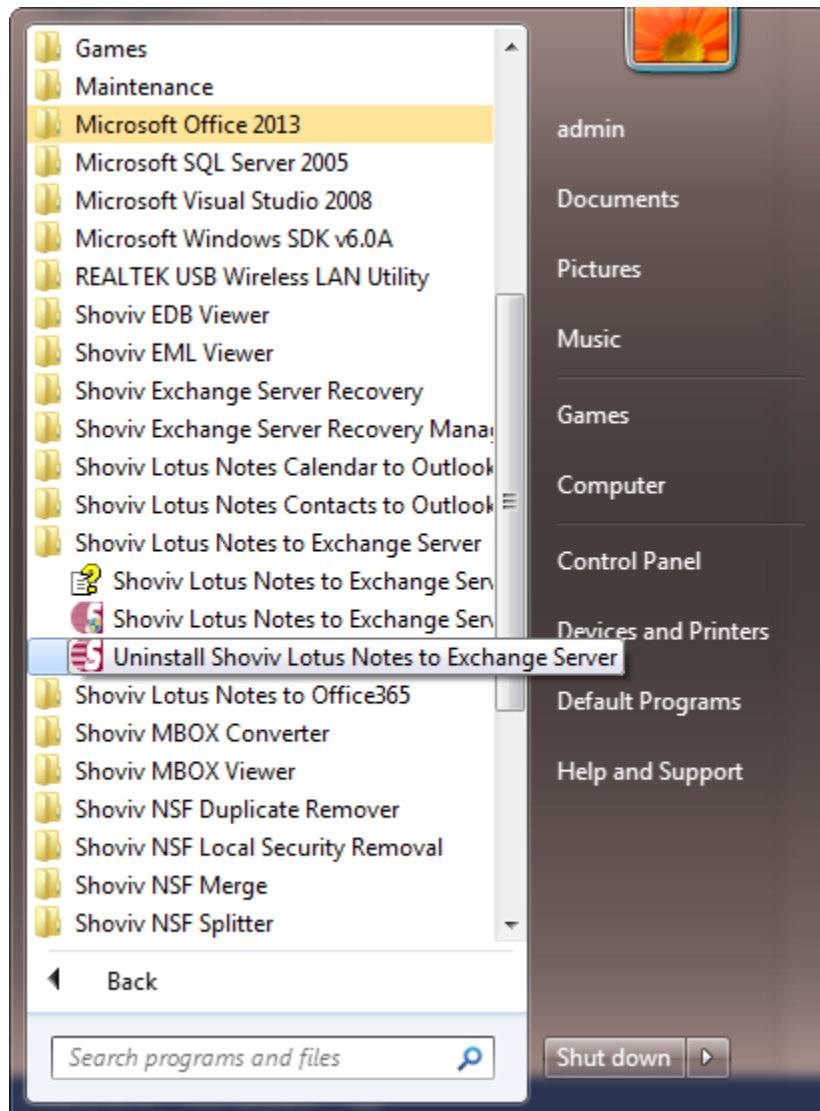 Games
Maintenance
Microsoft Office 2013
Microsoft SQL Server 2005
Microsoft Visual Studio 2008
Microsoft Windows SDK v6.0A
REALTEK USB Wireless LAN Utility
Shoviv EDB Viewer
Shoviv EML Viewer
Shoviv Exchange Server Recovery
Shoviv Exchange Server Recovery Mana
Shoviv Lotus Notes Calendar to Outlook
Shoviv Lotus Notes Contacts to Outlook
Shoviv Lotus Notes to Exchange Server
Shoviv Lotus Notes to Exchange Serv
Shoviv Lotus Notes to Exchange Serv
Uninstall Shoviv Lotus Notes to Exchange Server
Shoviv Lotus Notes to Office365
Shoviv MBOX Converter
Shoviv MBOX Viewer
Shoviv NSF Duplicate Remover
Shoviv NSF Local Security Removal
Shoviv NSF Merge
Shoviv NSF Splitter
Back
Search programs and files
admin
Documents
Pictures
Music
Games
Computer
Control Panel
Devices and Printers
Default Programs
Help and Support
Shut down